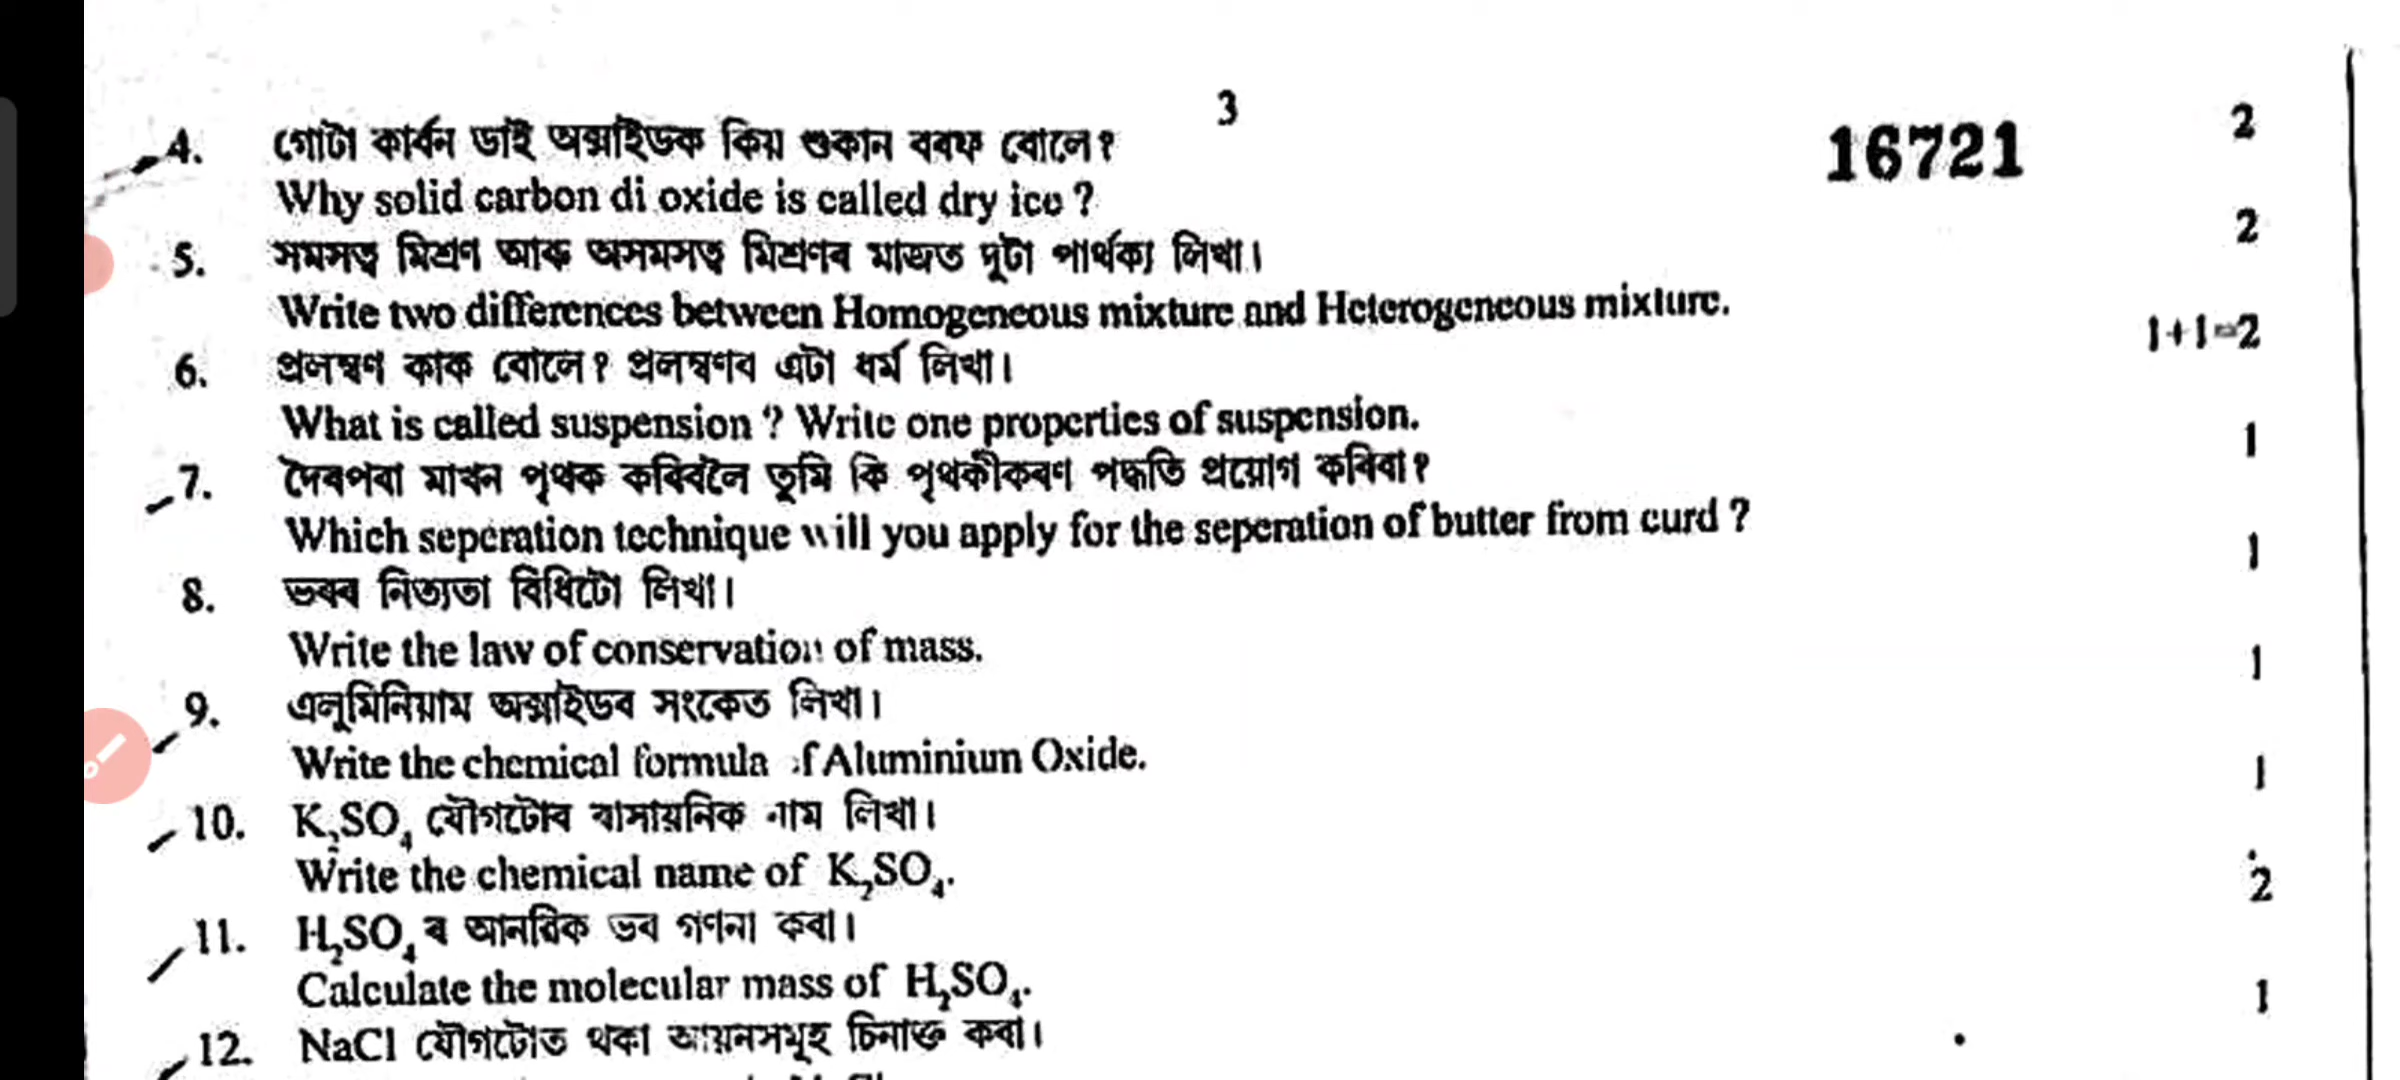 3
4. গোটা কাৰ্বন ডাই অক্সাইডক কিয় শুকান বৰফ বোলে? 2
16721
Why solid carbon di oxide is called dry ice ?
5. সমসত্ত্ব মিশ্ৰণ আৰু অসমসত্ত্ব মিশ্ৰণৰ মাজত দুটা পাৰ্থক্য লিখা। 2
Write two differences between Homogeneous mixture and Heterogeneous mixture.
6. প্ৰলম্বণ কাক বোলে? প্ৰলম্বণৰ এটা ধৰ্ম লিখা। 1+1=2
What is called suspension ? Write one properties of suspension.
7. দৈৰপৰা মাখন পৃথক কৰিবলৈ তুমি কি পৃথকীকৰণ পদ্ধতি প্ৰয়োগ কৰিবা? 1
Which seperation technique will you apply for the seperation of butter from curd ?
8. ভৰৰ নিত্যতা বিধিটো লিখা। 1
Write the law of conservation of mass.
9. এলুমিনিয়াম অক্সাইডৰ সংকেত লিখা। 1
Write the chemical formula of Aluminium Oxide.
10. K₂SO₄ যৌগটোৰ ৰাসায়নিক নাম লিখা। 1
Write the chemical name of K₂SO₄.
11. H₂SO₄ ৰ আনৱিক ভৰ গণনা কৰা। 2
Calculate the molecular mass of H₂SO₄.
12. NaCl যৌগটোত থকা আয়নসমূহ চিনাক্ত কৰা। 1